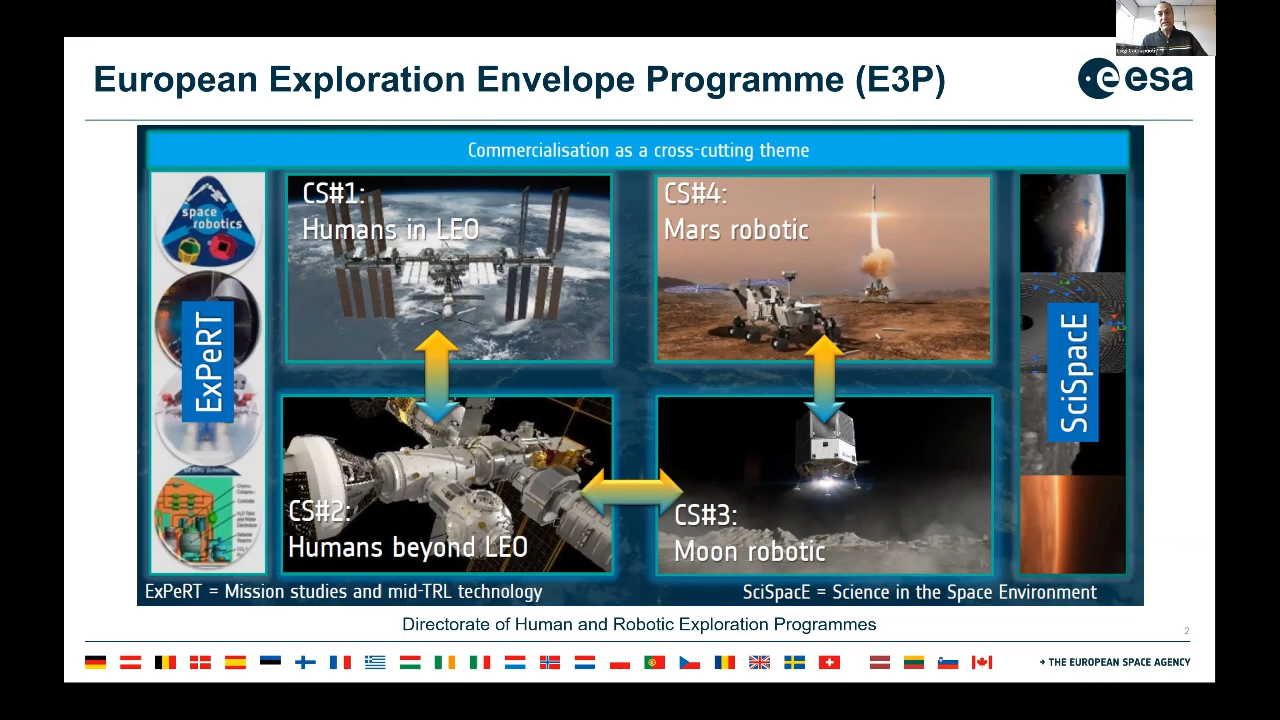 European Exploration Envelope Programme (E3P)
esa
Commercialisation as a cross-cutting theme
space
robotics
ExPeRT
CS#1:
Humans in LEO
CS#4:
Mars robotic
CS#2:
Humans beyond LEO
CS#3:
Moon robotic
SciSpacE
ExPeRT = Mission studies and mid-TRL technology
SciSpacE = Science in the Space Environment
Directorate of Human and Robotic Exploration Programmes
2
→ THE EUROPEAN SPACE AGENCY